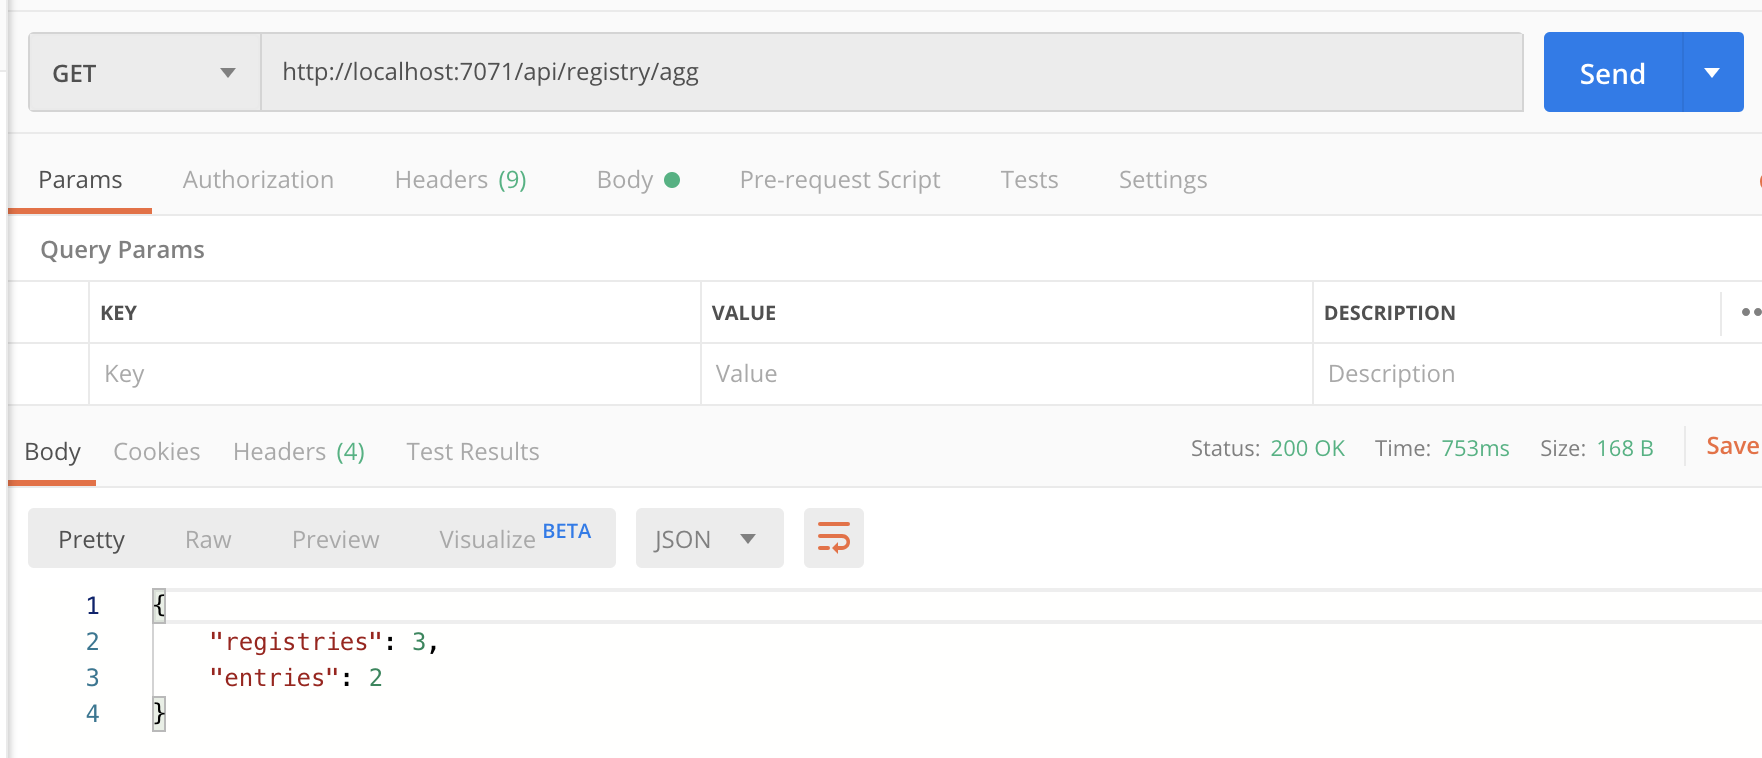 GET http://localhost:7071/api/registry/agg Send
Params Authorization Headers (9) Body Pre-request Script Tests Settings
Query Params
KEY VALUE DESCRIPTION
Key Value Description
Body Cookies Headers (4) Test Results Status: 200 OK Time: 753ms Size: 168 B Save
Pretty Raw Preview Visualize BETA JSON
1 {
2 "registries": 3,
3 "entries": 2
4 }